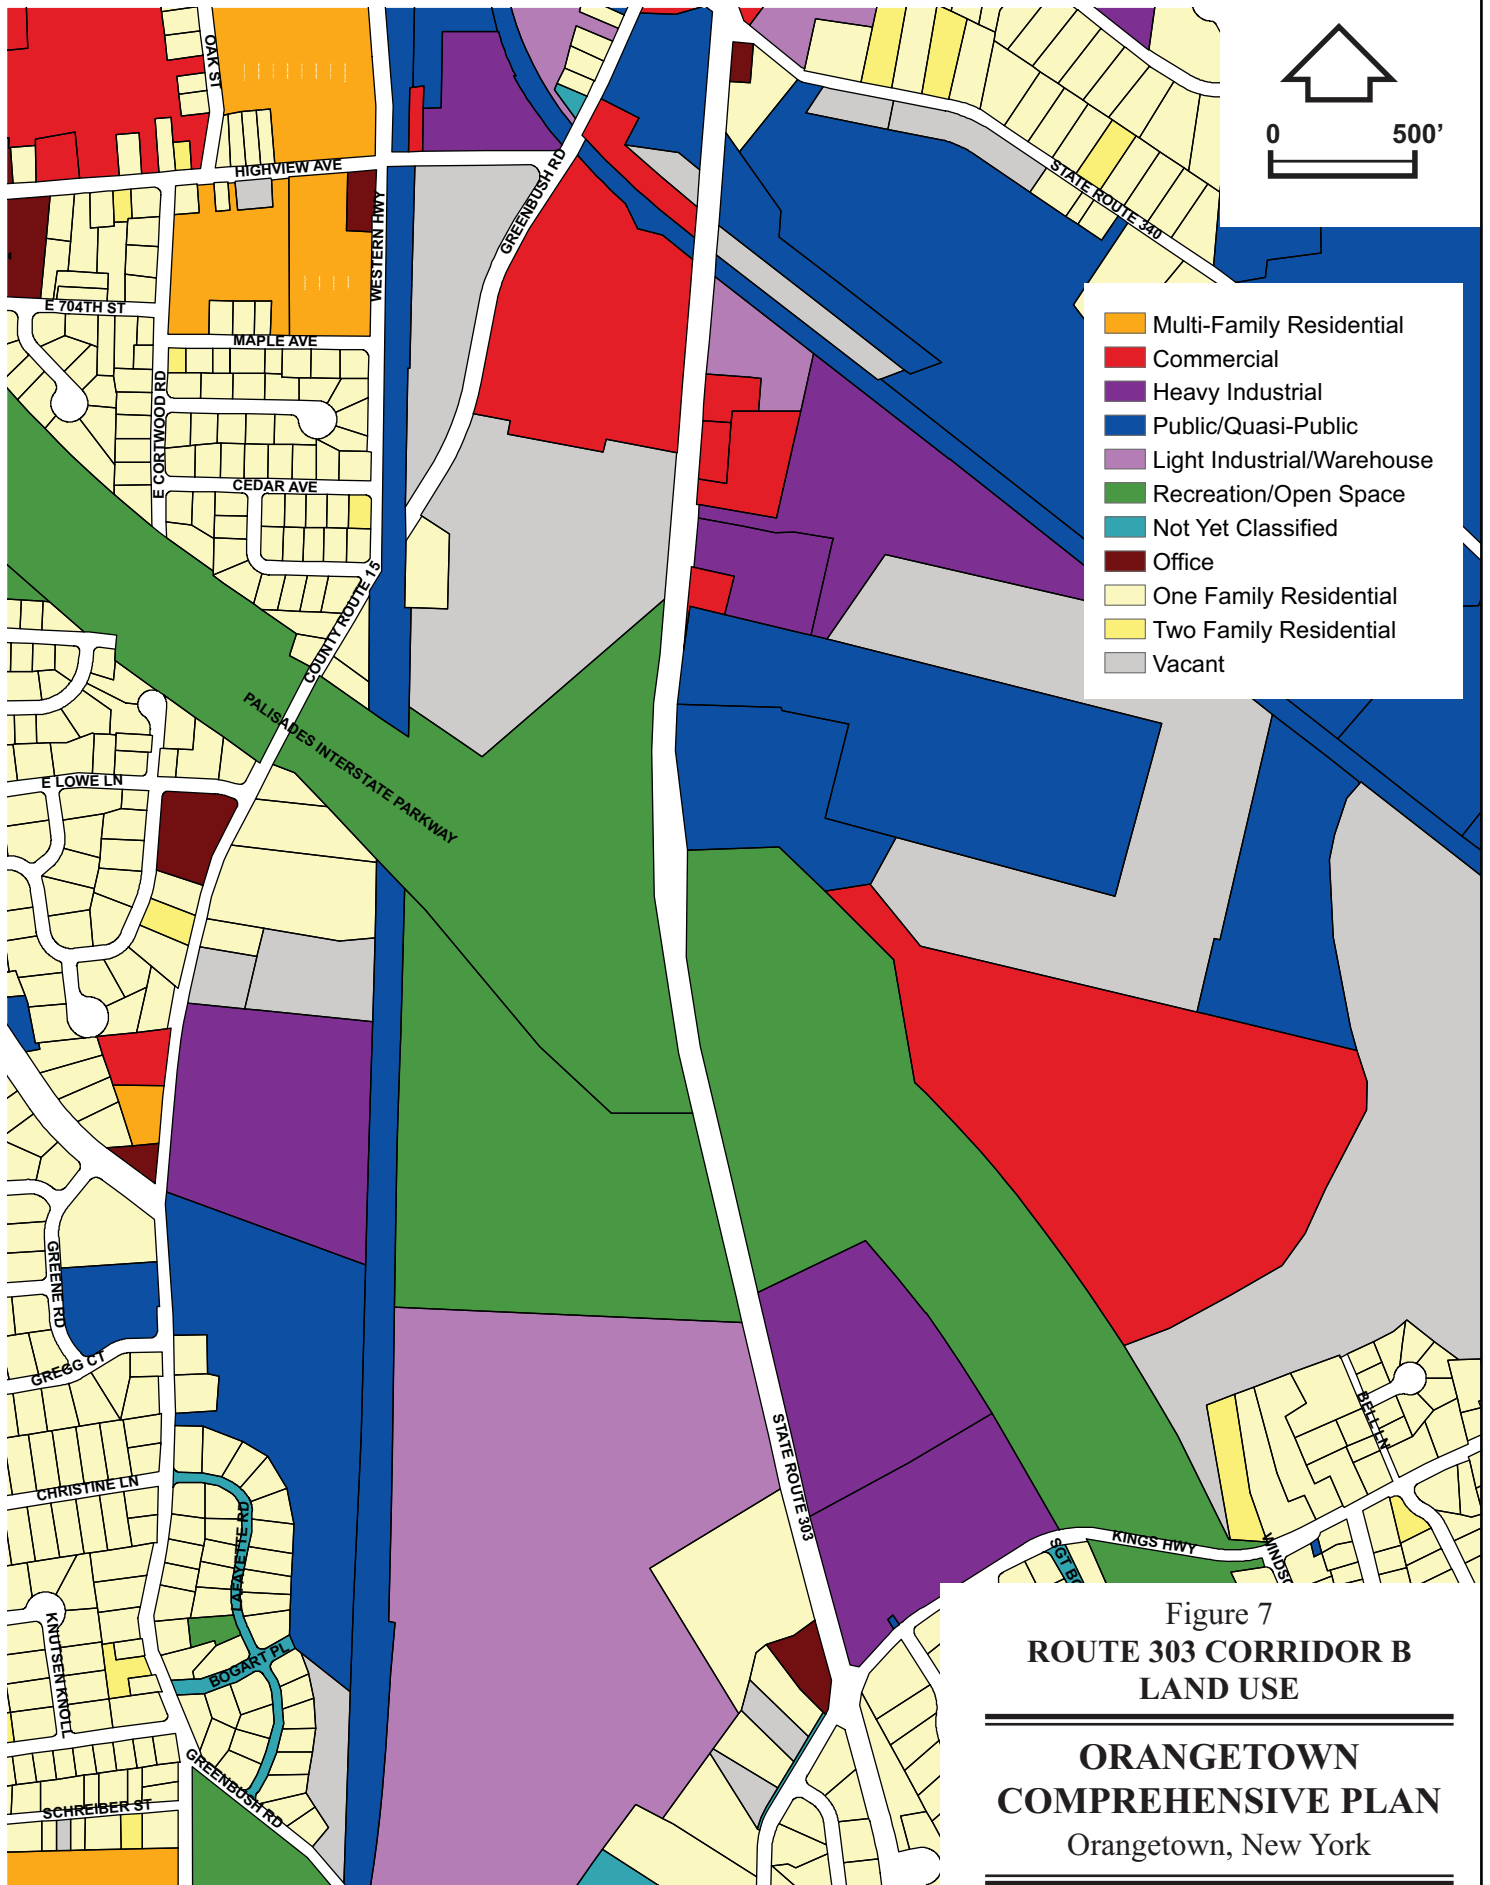 OAK ST
0 500’
HIGHVIEW AVE
GREENBUSH RD
WESTERN HWY
STATE ROUTE 340
E 704TH ST
MAPLE AVE
E CORTWOOD RD
CEDAR AVE
Multi-Family Residential
Commercial
Heavy Industrial
Public/Quasi-Public
Light Industrial/Warehouse
Recreation/Open Space
Not Yet Classified
Office
One Family Residential
Two Family Residential
Vacant
COUNTY ROUTE 15
PALISADES INTERSTATE PARKWAY
E LOWE LN
GREENE RD
GREGG CT
CHRISTINE LN
LAFAYETTE RD
STATE ROUTE 303
BELL LN
KINGS HWY
SGT BO
WINDSO
KNUTSEN KNOLL
BOGART PL
GREENBUSH RD
SCHREIBER ST
Figure 7
ROUTE 303 CORRIDOR B
LAND USE
ORANGETOWN
COMPREHENSIVE PLAN
Orangetown, New York